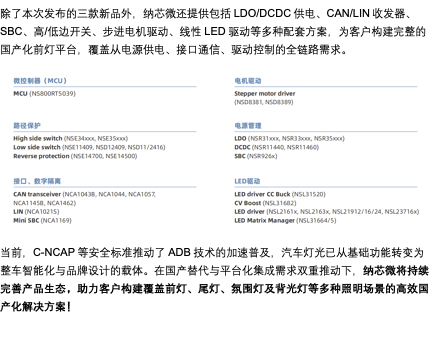 除了本次发布的三款新品外，纳芯微还提供包括 LDO/DCDC 供电、CAN/LIN 收发器、
SBC、高/低边开关、步进电机驱动、线性 LED 驱动等多种配套方案，为客户构建完整的
国产化前灯平台，覆盖从电源供电、接口通信、驱动控制的全链路需求。
微控制器（MCU）
MCU (NS800RT5039)
电机驱动
Stepper motor driver
(NSD8381, NSD8389)
路径保护
High side switch (NSE34xxx, NSE35xxx)
Low side switch (NSE11409, NSD12409, NSD11/2416)
Reverse protection (NSE14700, NSE14500)
电源管理
LDO (NSR31xxx, NSR33xxx, NSR35xxx)
DCDC (NSR11440, NSR11460)
SBC (NSR926x)
接口、数字隔离
CAN transceiver (NCA1043B, NCA1044, NCA1057,
NCA1145B, NCA1462)
LIN (NCA1021S)
Mini SBC (NCA1169)
LED驱动
LED driver CC Buck (NSL31520)
CV Boost (NSL31682)
LED driver (NSL2161x, NSL2163x, NSL21912/16/24, NSL23716x)
LED Matrix Manager (NSL31664/5)
当前，C-NCAP 等安全标准推动了 ADB 技术的加速普及，汽车灯光已从基础功能转变为
整车智能化与品牌设计的载体。在国产替代与平台化集成需求双重推动下，纳芯微将持续
完善产品生态，助力客户构建覆盖前灯、尾灯、氛围灯及背光灯等多种照明场景的高效国
产化解决方案！